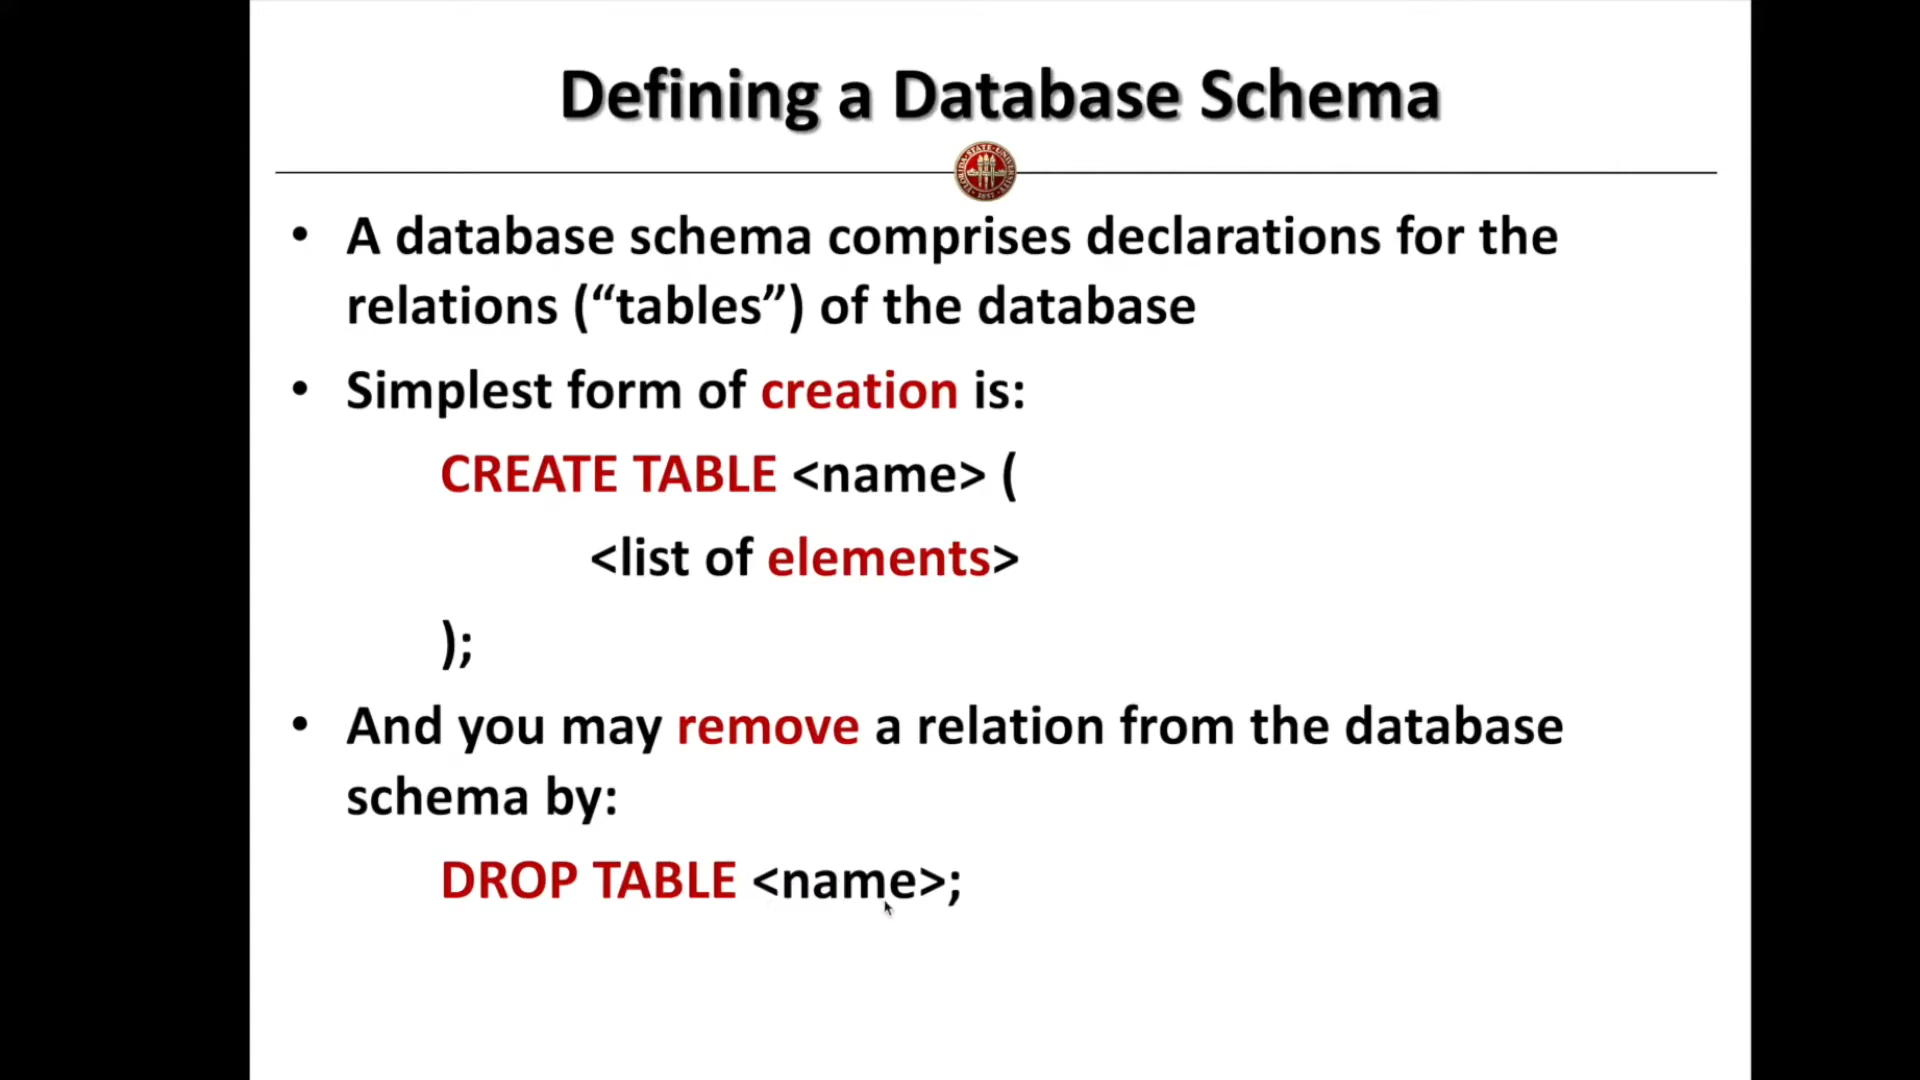 Defining a Database Schema
• A database schema comprises declarations for the
relations (“tables”) of the database
• Simplest form of creation is:
CREATE TABLE <name> (
<list of elements>
);
• And you may remove a relation from the database
schema by:
DROP TABLE <name>;